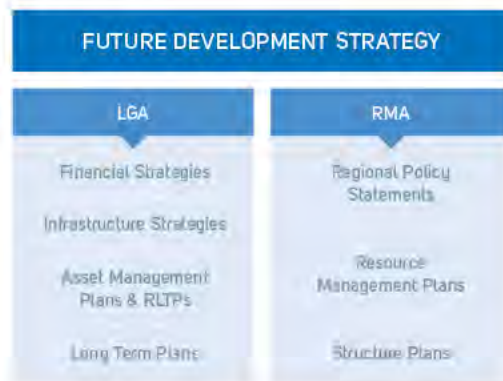 FUTURE DEVELOPMENT STRATEGY
LGA
Financial Strategies
Infrastructure Strategies
Asset Management
Plans & RLTPs
Long Term Plans
RMA
Regional Policy
Statements
Resource
Management Plans
Structure Plans